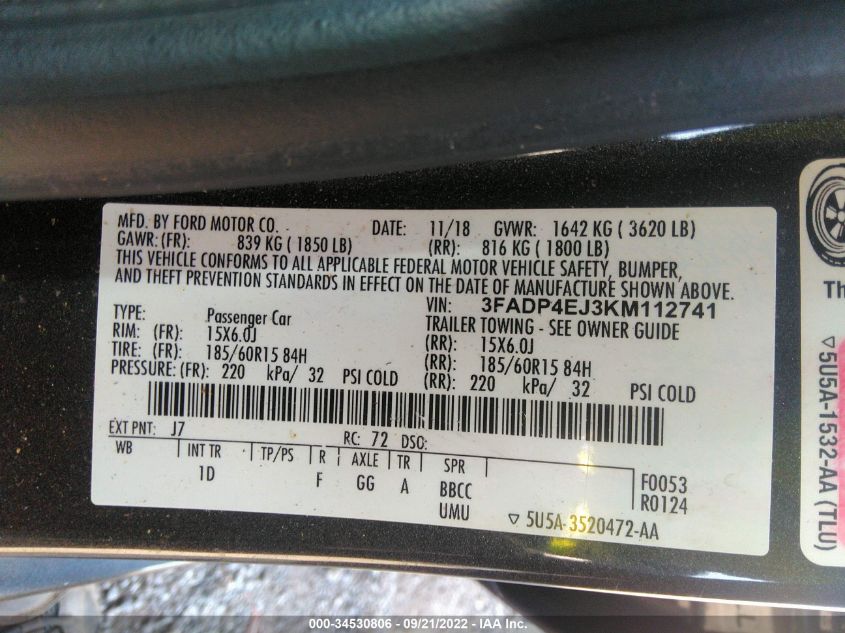 MFD. BY FORD MOTOR CO. DATE: 11/18 GVWR: 1642 KG ( 3620 LB)
GAWR: (FR): 839 KG ( 1850 LB) (RR): 816 KG ( 1800 LB)
THIS VEHICLE CONFORMS TO ALL APPLICABLE FEDERAL MOTOR VEHICLE SAFETY, BUMPER,
AND THEFT PREVENTION STANDARDS IN EFFECT ON THE DATE OF MANUFACTURE SHOWN ABOVE.
VIN: 3FADP4EJ3KM112741
TYPE: Passenger Car TRAILER TOWING - SEE OWNER GUIDE
RIM: (FR): 15X6.0J (RR): 15X6.0J
TIRE: (FR): 185/60R15 84H (RR): 185/60R15 84H
PRESSURE: (FR): 220 kPa/ 32 PSI COLD (RR): 220 kPa/ 32 PSI COLD
EXT PNT: J7 RC: 72 DSO:
WB INT TR TP/PS R AXLE TR SPR
1D F GG A BBCC
UMU
F0053
R0124
▽ 5U5A-3520472-AA
Th
▽ 5U5A-1532-AA (TLU)
000-34530806 - 09/21/2022 - IAA Inc.